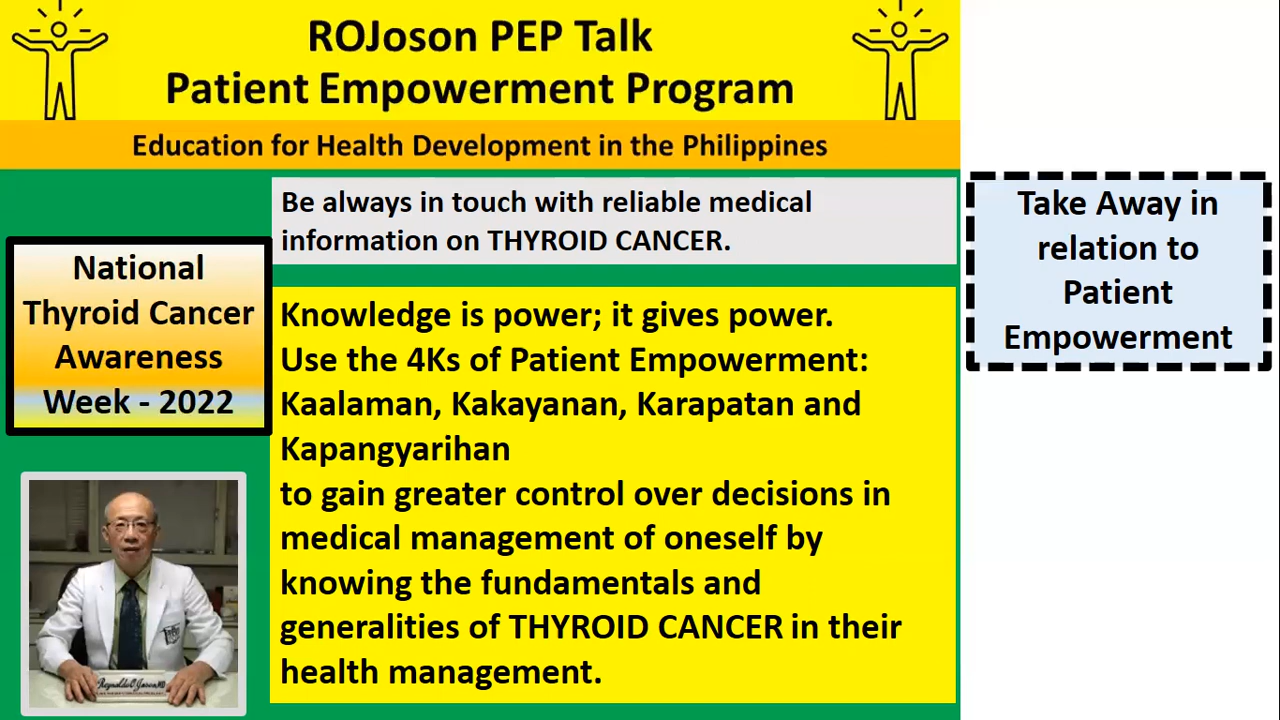 ROJoson PEP Talk
Patient Empowerment Program
Education for Health Development in the Philippines
Be always in touch with reliable medical
information on THYROID CANCER.
National
Thyroid Cancer
Awareness
Week - 2022
Knowledge is power; it gives power.
Use the 4Ks of Patient Empowerment:
Kaalaman, Kakayanan, Karapatan and
Kapangyarihan
to gain greater control over decisions in
medical management of oneself by
knowing the fundamentals and
generalities of THYROID CANCER in their
health management.
Take Away in
relation to
Patient
Empowerment